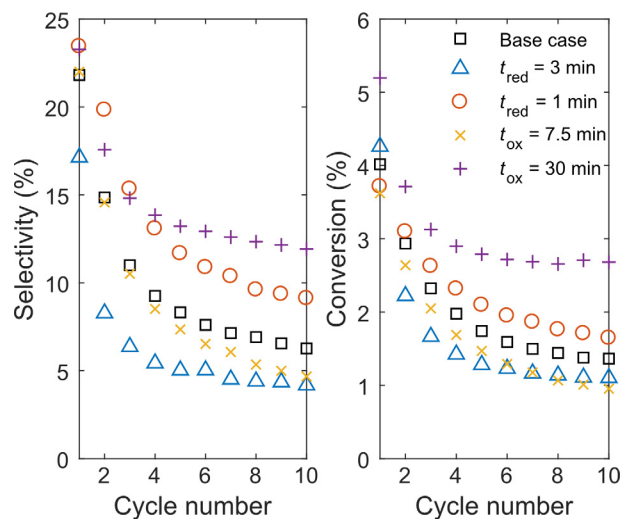 25
20
15
10
5
0
2 4 6 8 10
Selectivity (%)
Cycle number
6
5
4
3
2
1
0
2 4 6 8 10
Conversion (%)
Cycle number
Base case
t_red = 3 min
t_red = 1 min
t_ox = 7.5 min
t_ox = 30 min